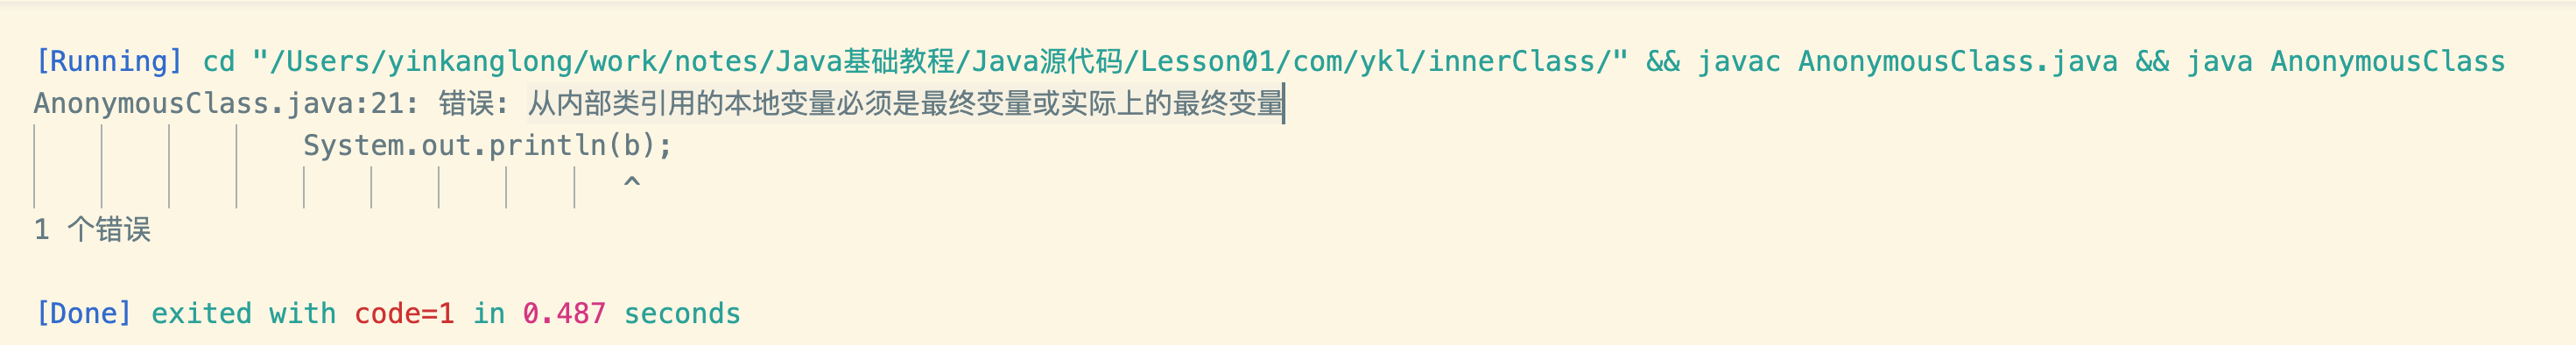 [Running] cd "/Users/yinkanglong/work/notes/Java基础教程/Java源代码/Lesson01/com/ykl/innerClass/" && javac AnonymousClass.java && java AnonymousClass
AnonymousClass.java:21: 错误: 从内部类引用的本地变量必须是最终变量或实际上的最终变量
System.out.println(b);
^
1 个错误
[Done] exited with code=1 in 0.487 seconds